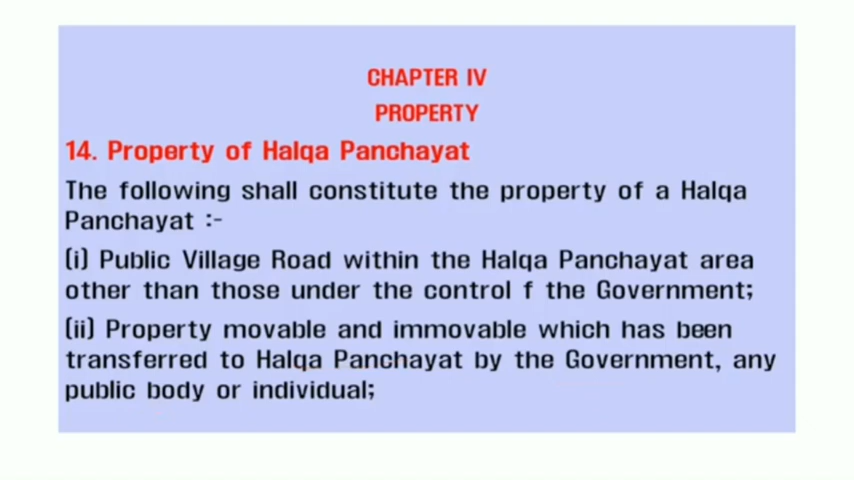 CHAPTER IV
PROPERTY
14. Property of Halqa Panchayat
The following shall constitute the property of a Halqa
Panchayat :-
(i) Public Village Road within the Halqa Panchayat area
other than those under the control f the Government;
(ii) Property movable and immovable which has been
transferred to Halqa Panchayat by the Government, any
public body or individual;